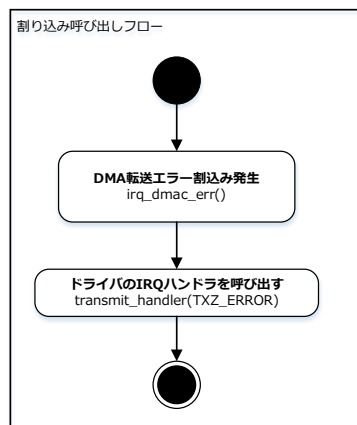 割り込み呼び出しフロー
DMA転送エラー割込み発生
irq_dmac_err()
ドライバのIRQハンドラを呼び出す
transmit_handler(TXZ_ERROR)